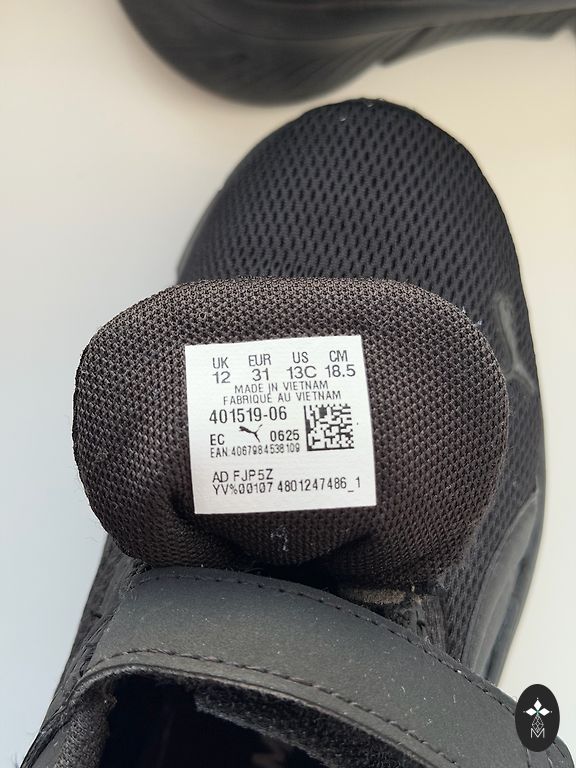 UK EUR US CM
12 31 13C 18.5
MADE IN VIETNAM
FABRIQUÉ AU VIETNAM
401519-06
EC 0625
EAN:4067984538109
AD FJP5Z
YV%00107 4801247486_1
M